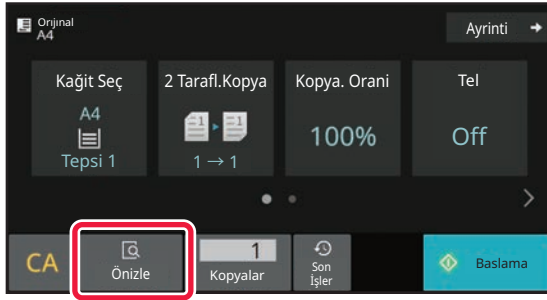 Orijinal
A4
Ayrinti
Kağit Seç
A4
Tepsi 1
2 Tarafl.Kopya
1 → 1
Kopya. Orani
100%
Tel
Off
CA
Önizle
1
Kopyalar
Son
İşler
Baslama